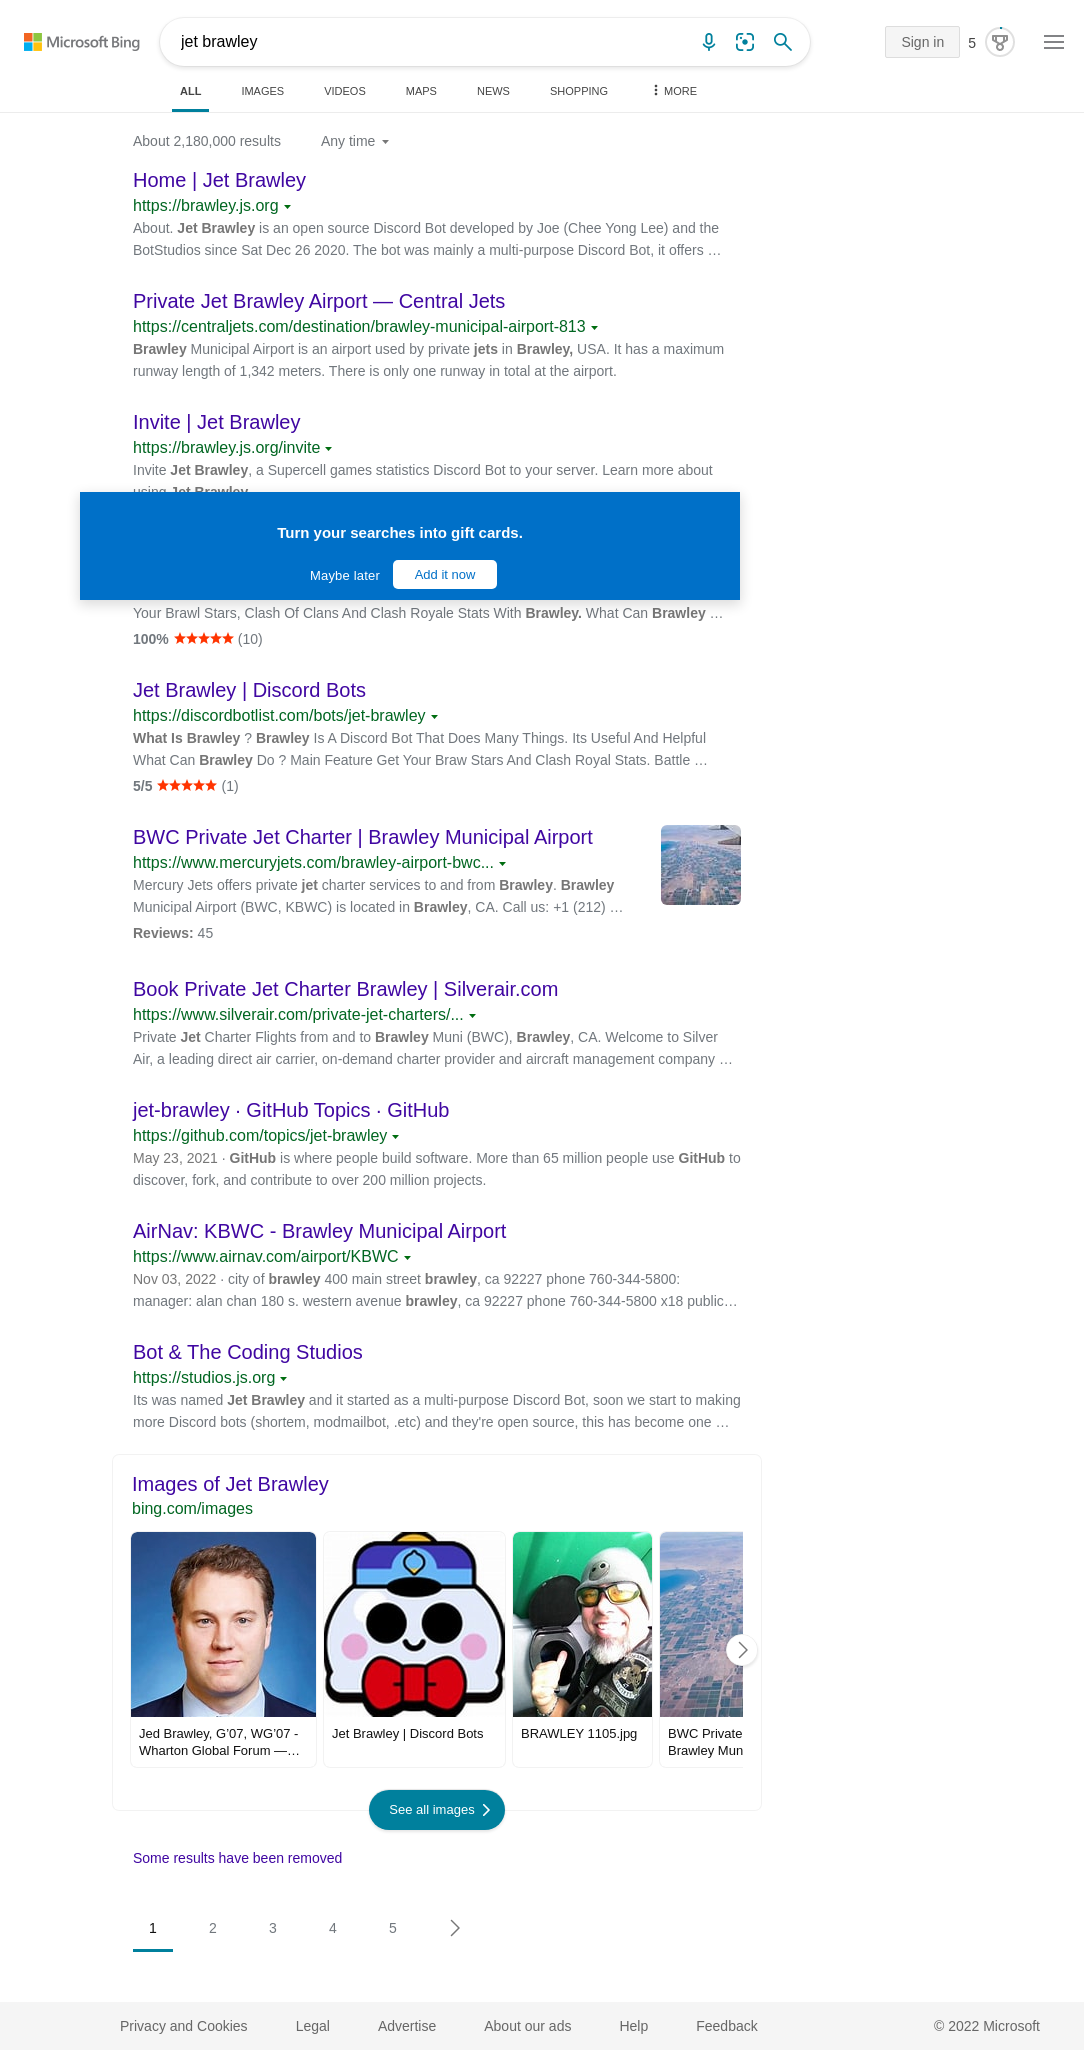 Microsoft Bing
jet brawley
Sign in
5
ALL IMAGES VIDEOS MAPS NEWS SHOPPING MORE
About 2,180,000 results Any time
Home | Jet Brawley
https://brawley.js.org
About. Jet Brawley is an open source Discord Bot developed by Joe (Chee Yong Lee) and the
BotStudios since Sat Dec 26 2020. The bot was mainly a multi-purpose Discord Bot, it offers …
Private Jet Brawley Airport — Central Jets
https://centraljets.com/destination/brawley-municipal-airport-813
Brawley Municipal Airport is an airport used by private jets in Brawley, USA. It has a maximum
runway length of 1,342 meters. There is only one runway in total at the airport.
Invite | Jet Brawley
https://brawley.js.org/invite
Invite Jet Brawley, a Supercell games statistics Discord Bot to your server. Learn more about
using Jet Brawley
Turn your searches into gift cards.
Maybe later Add it now
Your Brawl Stars, Clash Of Clans And Clash Royale Stats With Brawley. What Can Brawley …
100% (10)
Jet Brawley | Discord Bots
https://discordbotlist.com/bots/jet-brawley
What Is Brawley ? Brawley Is A Discord Bot That Does Many Things. Its Useful And Helpful
What Can Brawley Do ? Main Feature Get Your Braw Stars And Clash Royal Stats. Battle …
5/5 (1)
BWC Private Jet Charter | Brawley Municipal Airport
https://www.mercuryjets.com/brawley-airport-bwc...
Mercury Jets offers private jet charter services to and from Brawley. Brawley
Municipal Airport (BWC, KBWC) is located in Brawley, CA. Call us: +1 (212) …
Reviews: 45
Book Private Jet Charter Brawley | Silverair.com
https://www.silverair.com/private-jet-charters/...
Private Jet Charter Flights from and to Brawley Muni (BWC), Brawley, CA. Welcome to Silver
Air, a leading direct air carrier, on-demand charter provider and aircraft management company …
jet-brawley · GitHub Topics · GitHub
https://github.com/topics/jet-brawley
May 23, 2021 · GitHub is where people build software. More than 65 million people use GitHub to
discover, fork, and contribute to over 200 million projects.
AirNav: KBWC - Brawley Municipal Airport
https://www.airnav.com/airport/KBWC
Nov 03, 2022 · city of brawley 400 main street brawley, ca 92227 phone 760-344-5800:
manager: alan chan 180 s. western avenue brawley, ca 92227 phone 760-344-5800 x18 public…
Bot & The Coding Studios
https://studios.js.org
Its was named Jet Brawley and it started as a multi-purpose Discord Bot, soon we start to making
more Discord bots (shortem, modmailbot, .etc) and they're open source, this has become one …
Images of Jet Brawley
bing.com/images
Jed Brawley, G'07, WG'07 -
Wharton Global Forum —…
Jet Brawley | Discord Bots
BRAWLEY 1105.jpg
BWC Private
Brawley Mun
See all images
Some results have been removed
1 2 3 4 5
Privacy and Cookies Legal Advertise About our ads Help Feedback © 2022 Microsoft